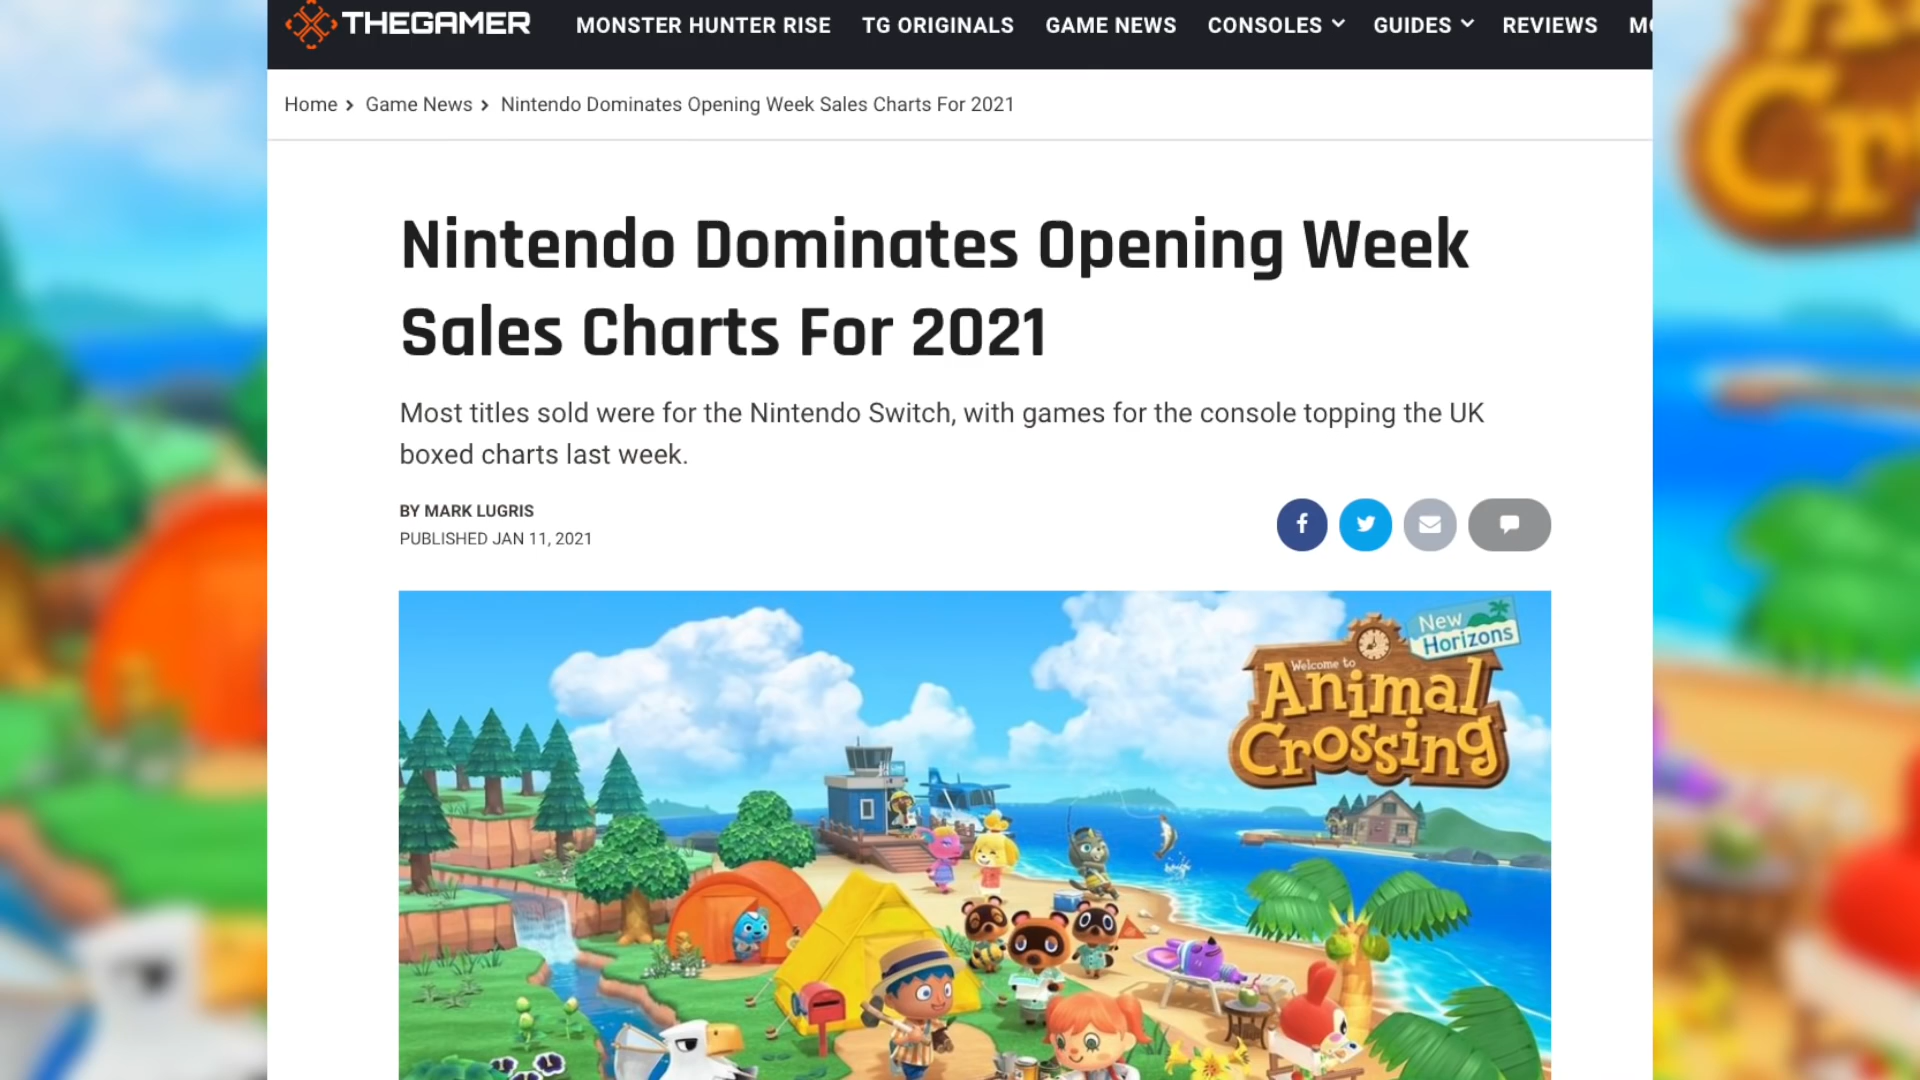 THEGAMER MONSTER HUNTER RISE TG ORIGINALS GAME NEWS CONSOLES GUIDES REVIEWS
Home > Game News > Nintendo Dominates Opening Week Sales Charts For 2021
Nintendo Dominates Opening Week
Sales Charts For 2021
Most titles sold were for the Nintendo Switch, with games for the console topping the UK
boxed charts last week.
BY MARK LUGRIS
PUBLISHED JAN 11, 2021
New
Horizons
Welcome to
Animal
Crossing